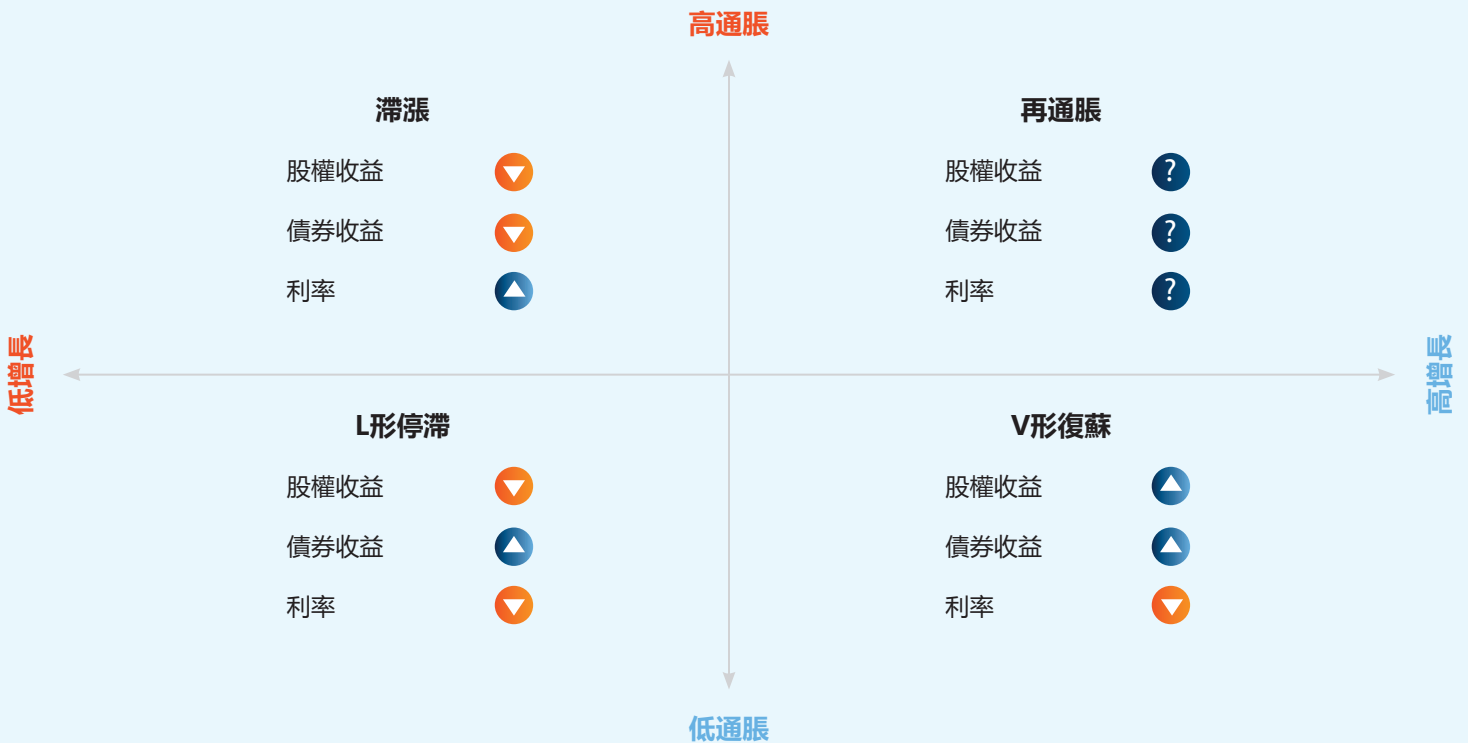 高通脹
滯漲
股權收益
債券收益
利率
再通脹
股權收益 ?
債券收益 ?
利率 ?
低增長
高增長
L形停滯
股權收益
債券收益
利率
V形復蘇
股權收益
債券收益
利率
低通脹